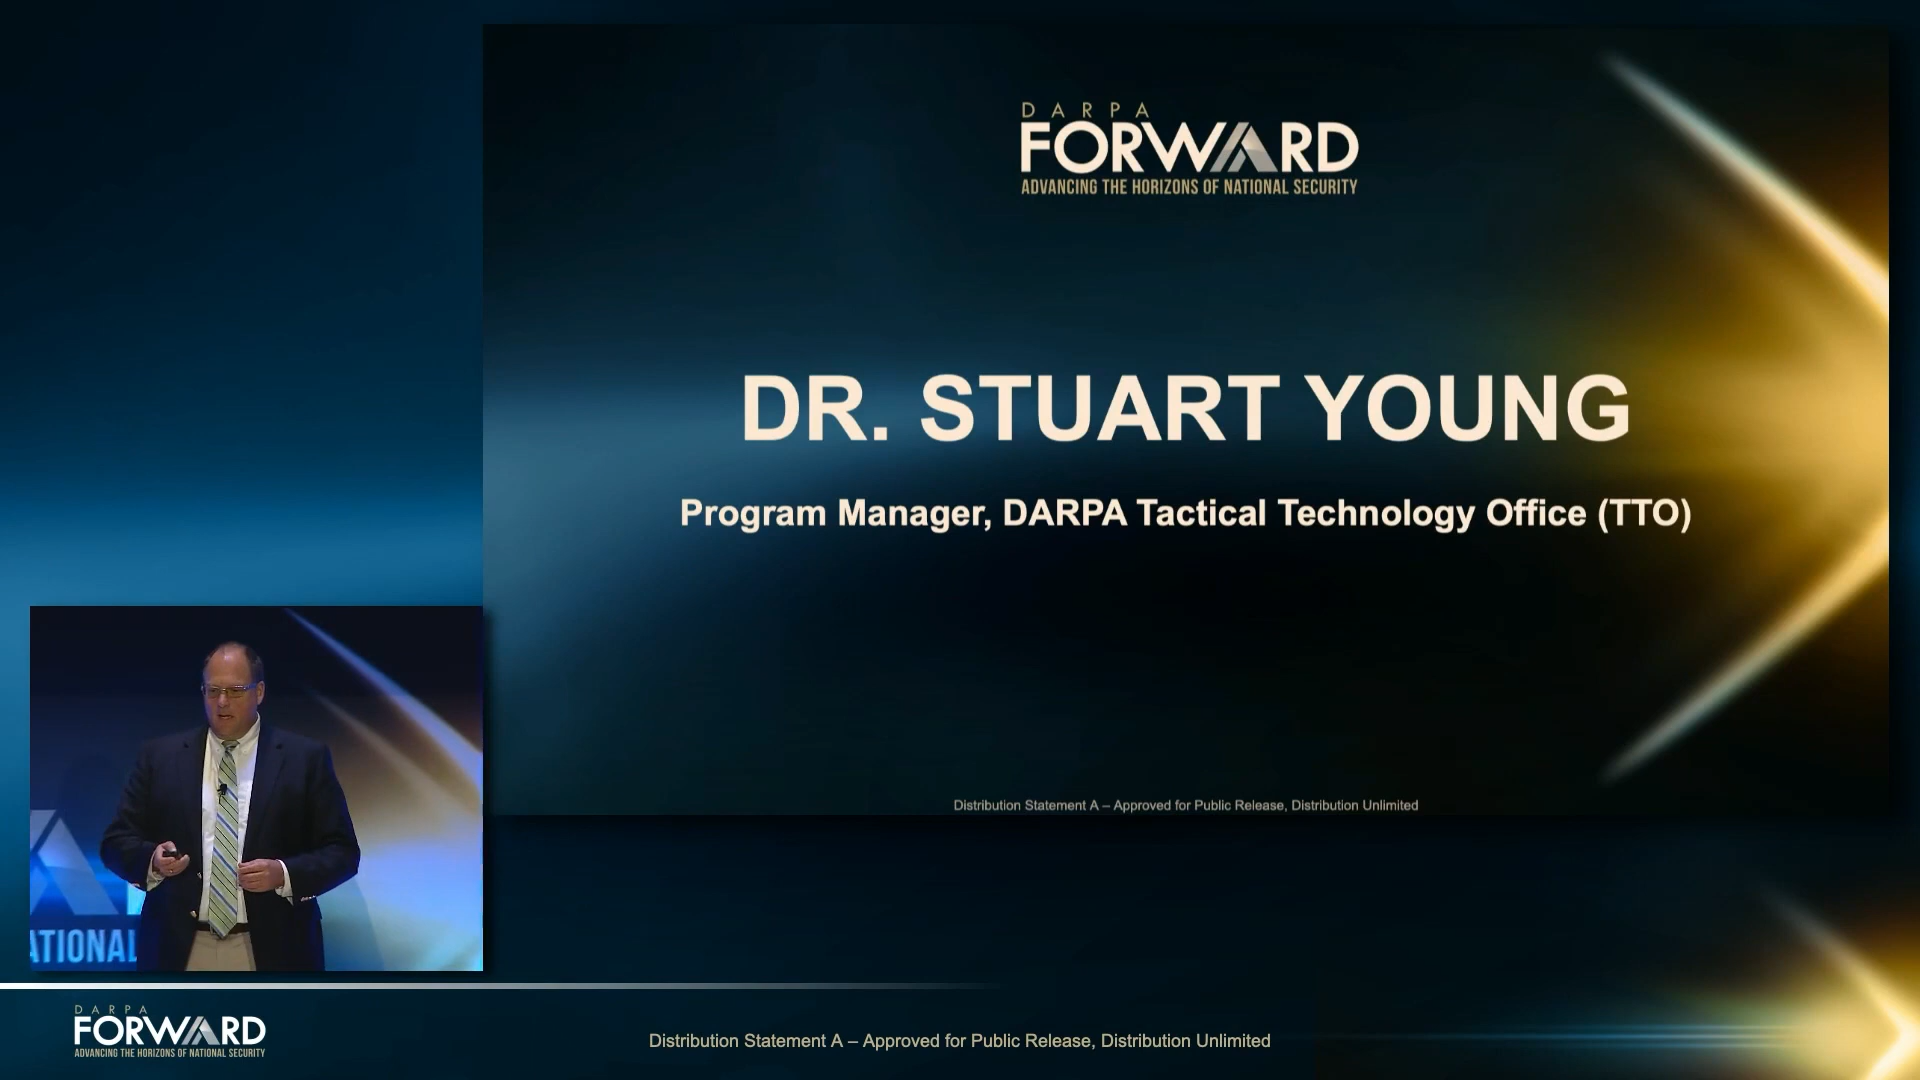 DARPA
FORWARD
ADVANCING THE HORIZONS OF NATIONAL SECURITY
DR. STUART YOUNG
Program Manager, DARPA Tactical Technology Office (TTO)
Distribution Statement A – Approved for Public Release, Distribution Unlimited
ATIONAL
DARPA
FORWARD
ADVANCING THE HORIZONS OF NATIONAL SECURITY
Distribution Statement A – Approved for Public Release, Distribution Unlimited